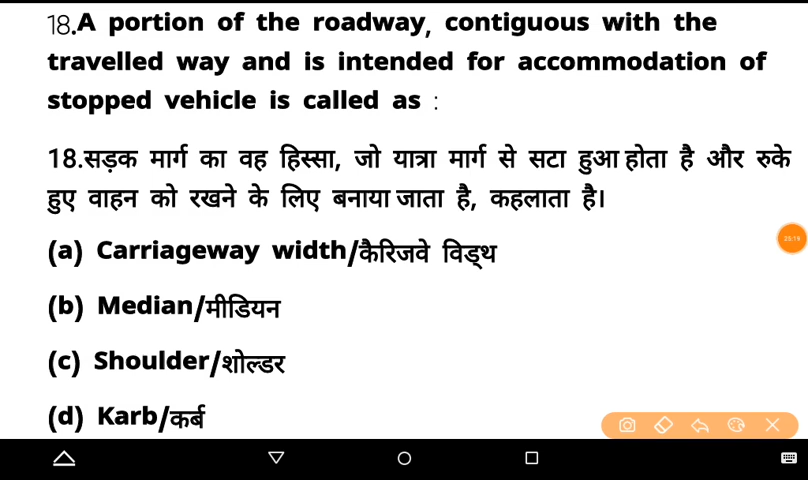 18.A portion of the roadway, contiguous with the
travelled way and is intended for accommodation of
stopped vehicle is called as :
18.सड़क मार्ग का वह हिस्सा, जो यात्रा मार्ग से सटा हुआ होता है और रुके
हुए वाहन को रखने के लिए बनाया जाता है, कहलाता है।
(a) Carriageway width/कैरिजवे विड्थ
(b) Median/मीडियन
(c) Shoulder/शोल्डर
(d) Karb/कर्ब